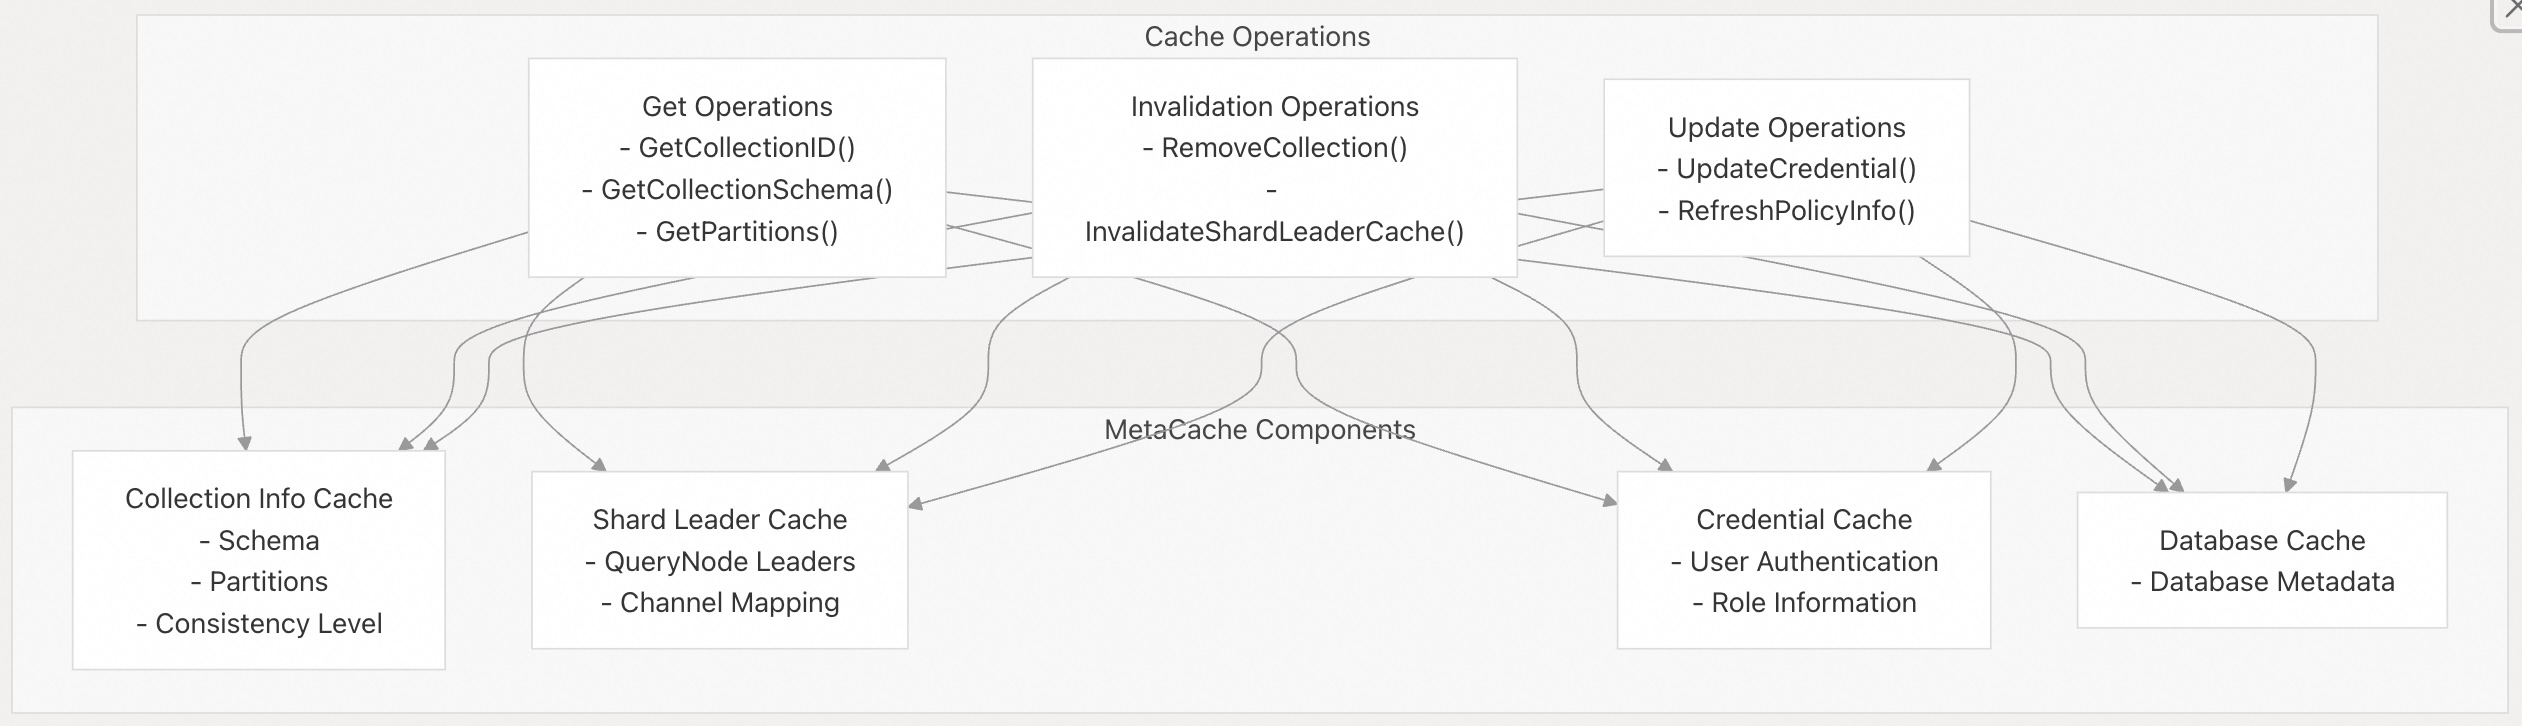 Cache Operations
Get Operations
- GetCollectionID()
- GetCollectionSchema()
- GetPartitions()
Invalidation Operations
- RemoveCollection()
-
InvalidateShardLeaderCache()
Update Operations
- UpdateCredential()
- RefreshPolicyInfo()
MetaCache Components
Collection Info Cache
- Schema
- Partitions
- Consistency Level
Shard Leader Cache
- QueryNode Leaders
- Channel Mapping
Credential Cache
- User Authentication
- Role Information
Database Cache
- Database Metadata